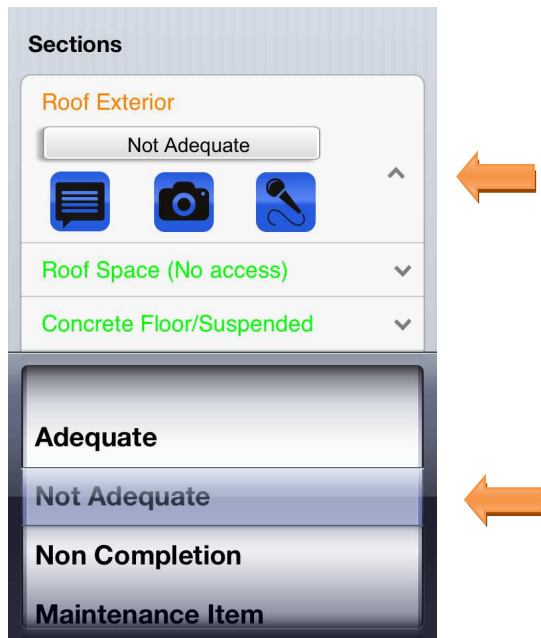 Sections
Roof Exterior
Not Adequate
Roof Space (No access)
Concrete Floor/Suspended
Adequate
Not Adequate
Non Completion
Maintenance Item